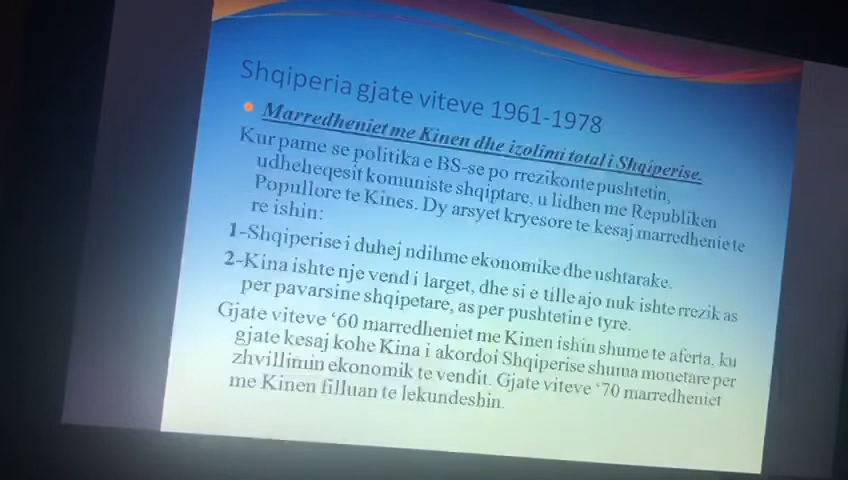 Shqiperia gjate viteve 1961-1978
Marredheniet me Kinen dhe izolimi total i Shqiperise.
Kur pame se politika e BS-se po rrezikonte pushtetin,
udheheqesit komuniste shqiptare, u lidhen me Republiken
Popullore te Kines. Dy arsyet kryesore te kesaj marredhenie te
re ishin:
1-Shqiperise i duhej ndihme ekonomike dhe ushtarake.
2-Kina ishte nje vend i larget, dhe si e tille ajo nuk ishte rrezik as
per pavarsine shqipetare, as per pushtetin e tyre.
Gjate viteve ‘60 marredheniet me Kinen ishin shume te aferta, ku
gjate kesaj kohe Kina i akordoi Shqiperise shuma monetare per
zhvillimin ekonomik te vendit. Gjate viteve ‘70 marredheniet
me Kinen filluan te lekundeshin.